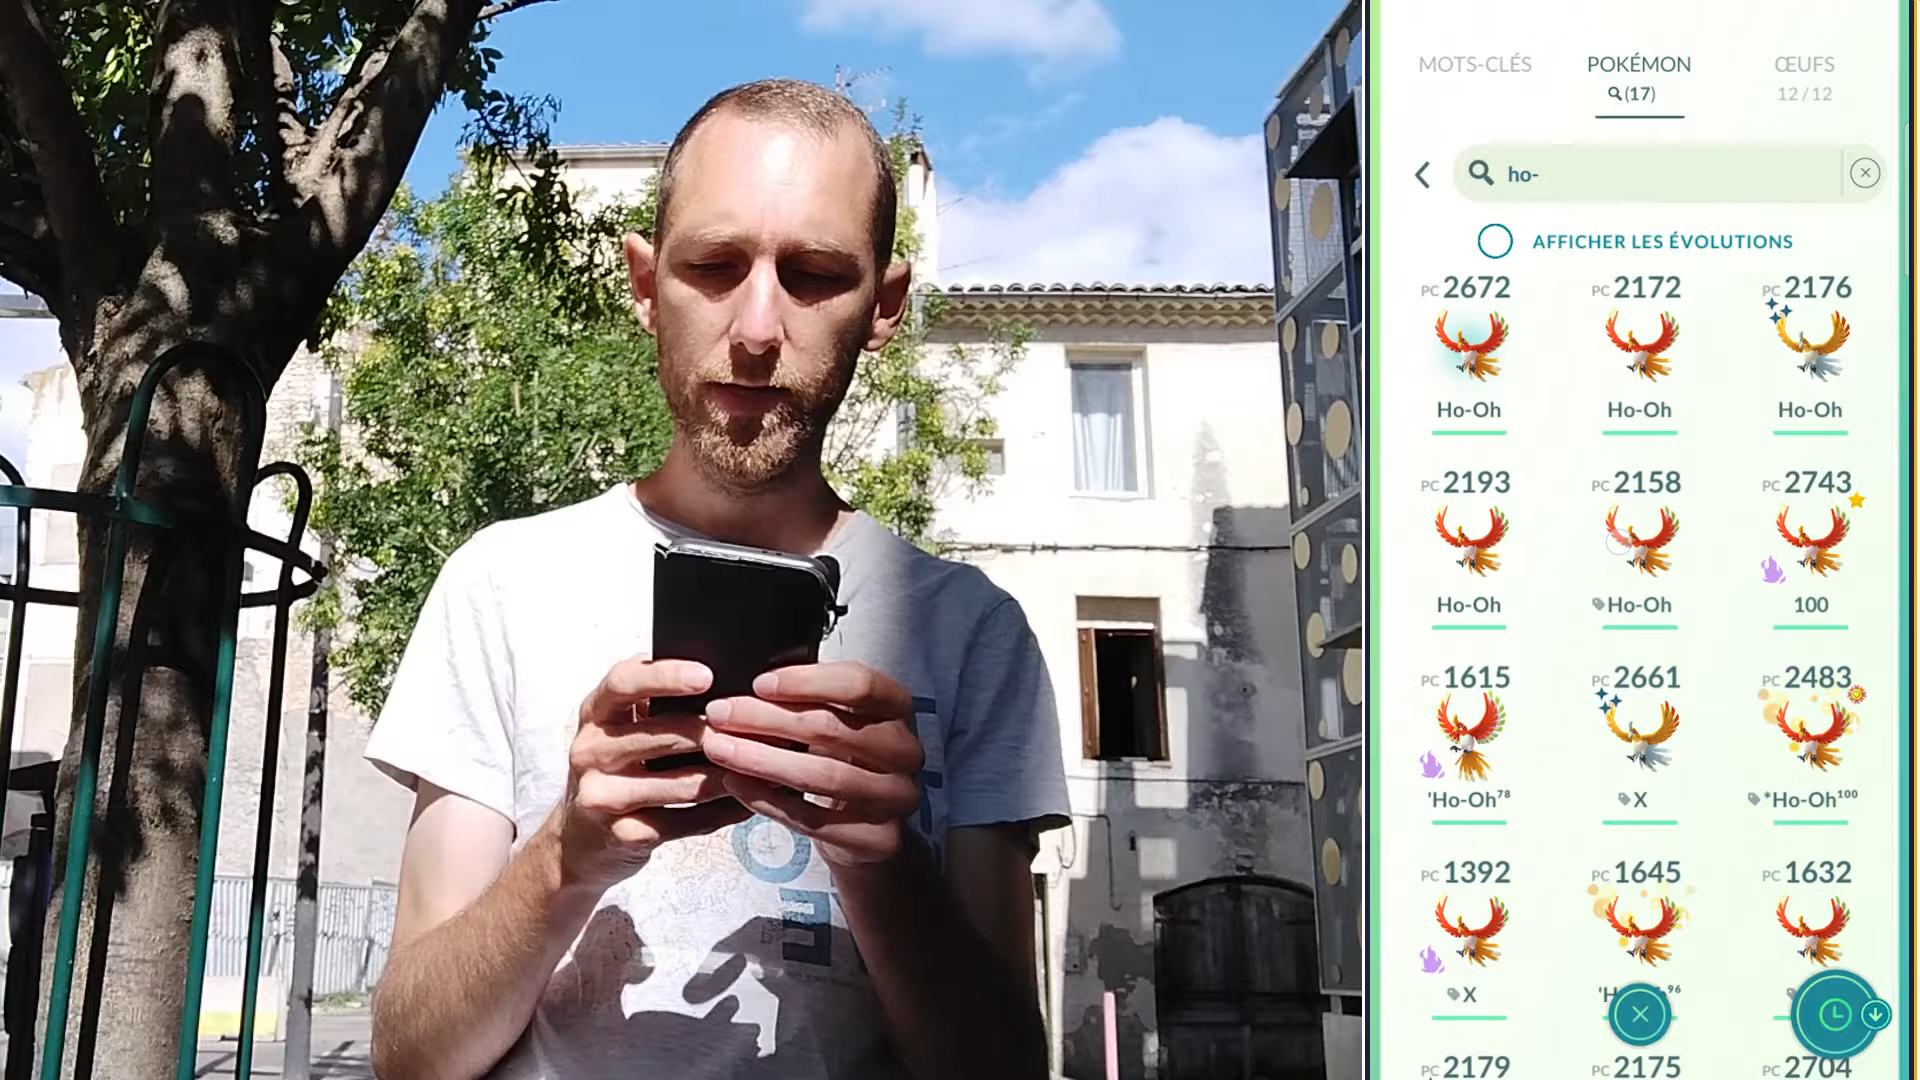 MOTS-CLÉS POKÉMON ŒUFS
(17) 12 / 12
ho-
AFFICHER LES ÉVOLUTIONS
PC 2672 PC 2172 PC 2176
Ho-Oh Ho-Oh Ho-Oh
PC 2193 PC 2158 PC 2743
Ho-Oh Ho-Oh 100
PC 1615 PC 2661 PC 2483
'Ho-Oh⁷⁸ X *Ho-Oh¹⁰⁰
PC 1392 PC 1645 PC 1632
X
PC 2179 PC 2175 PC 2704